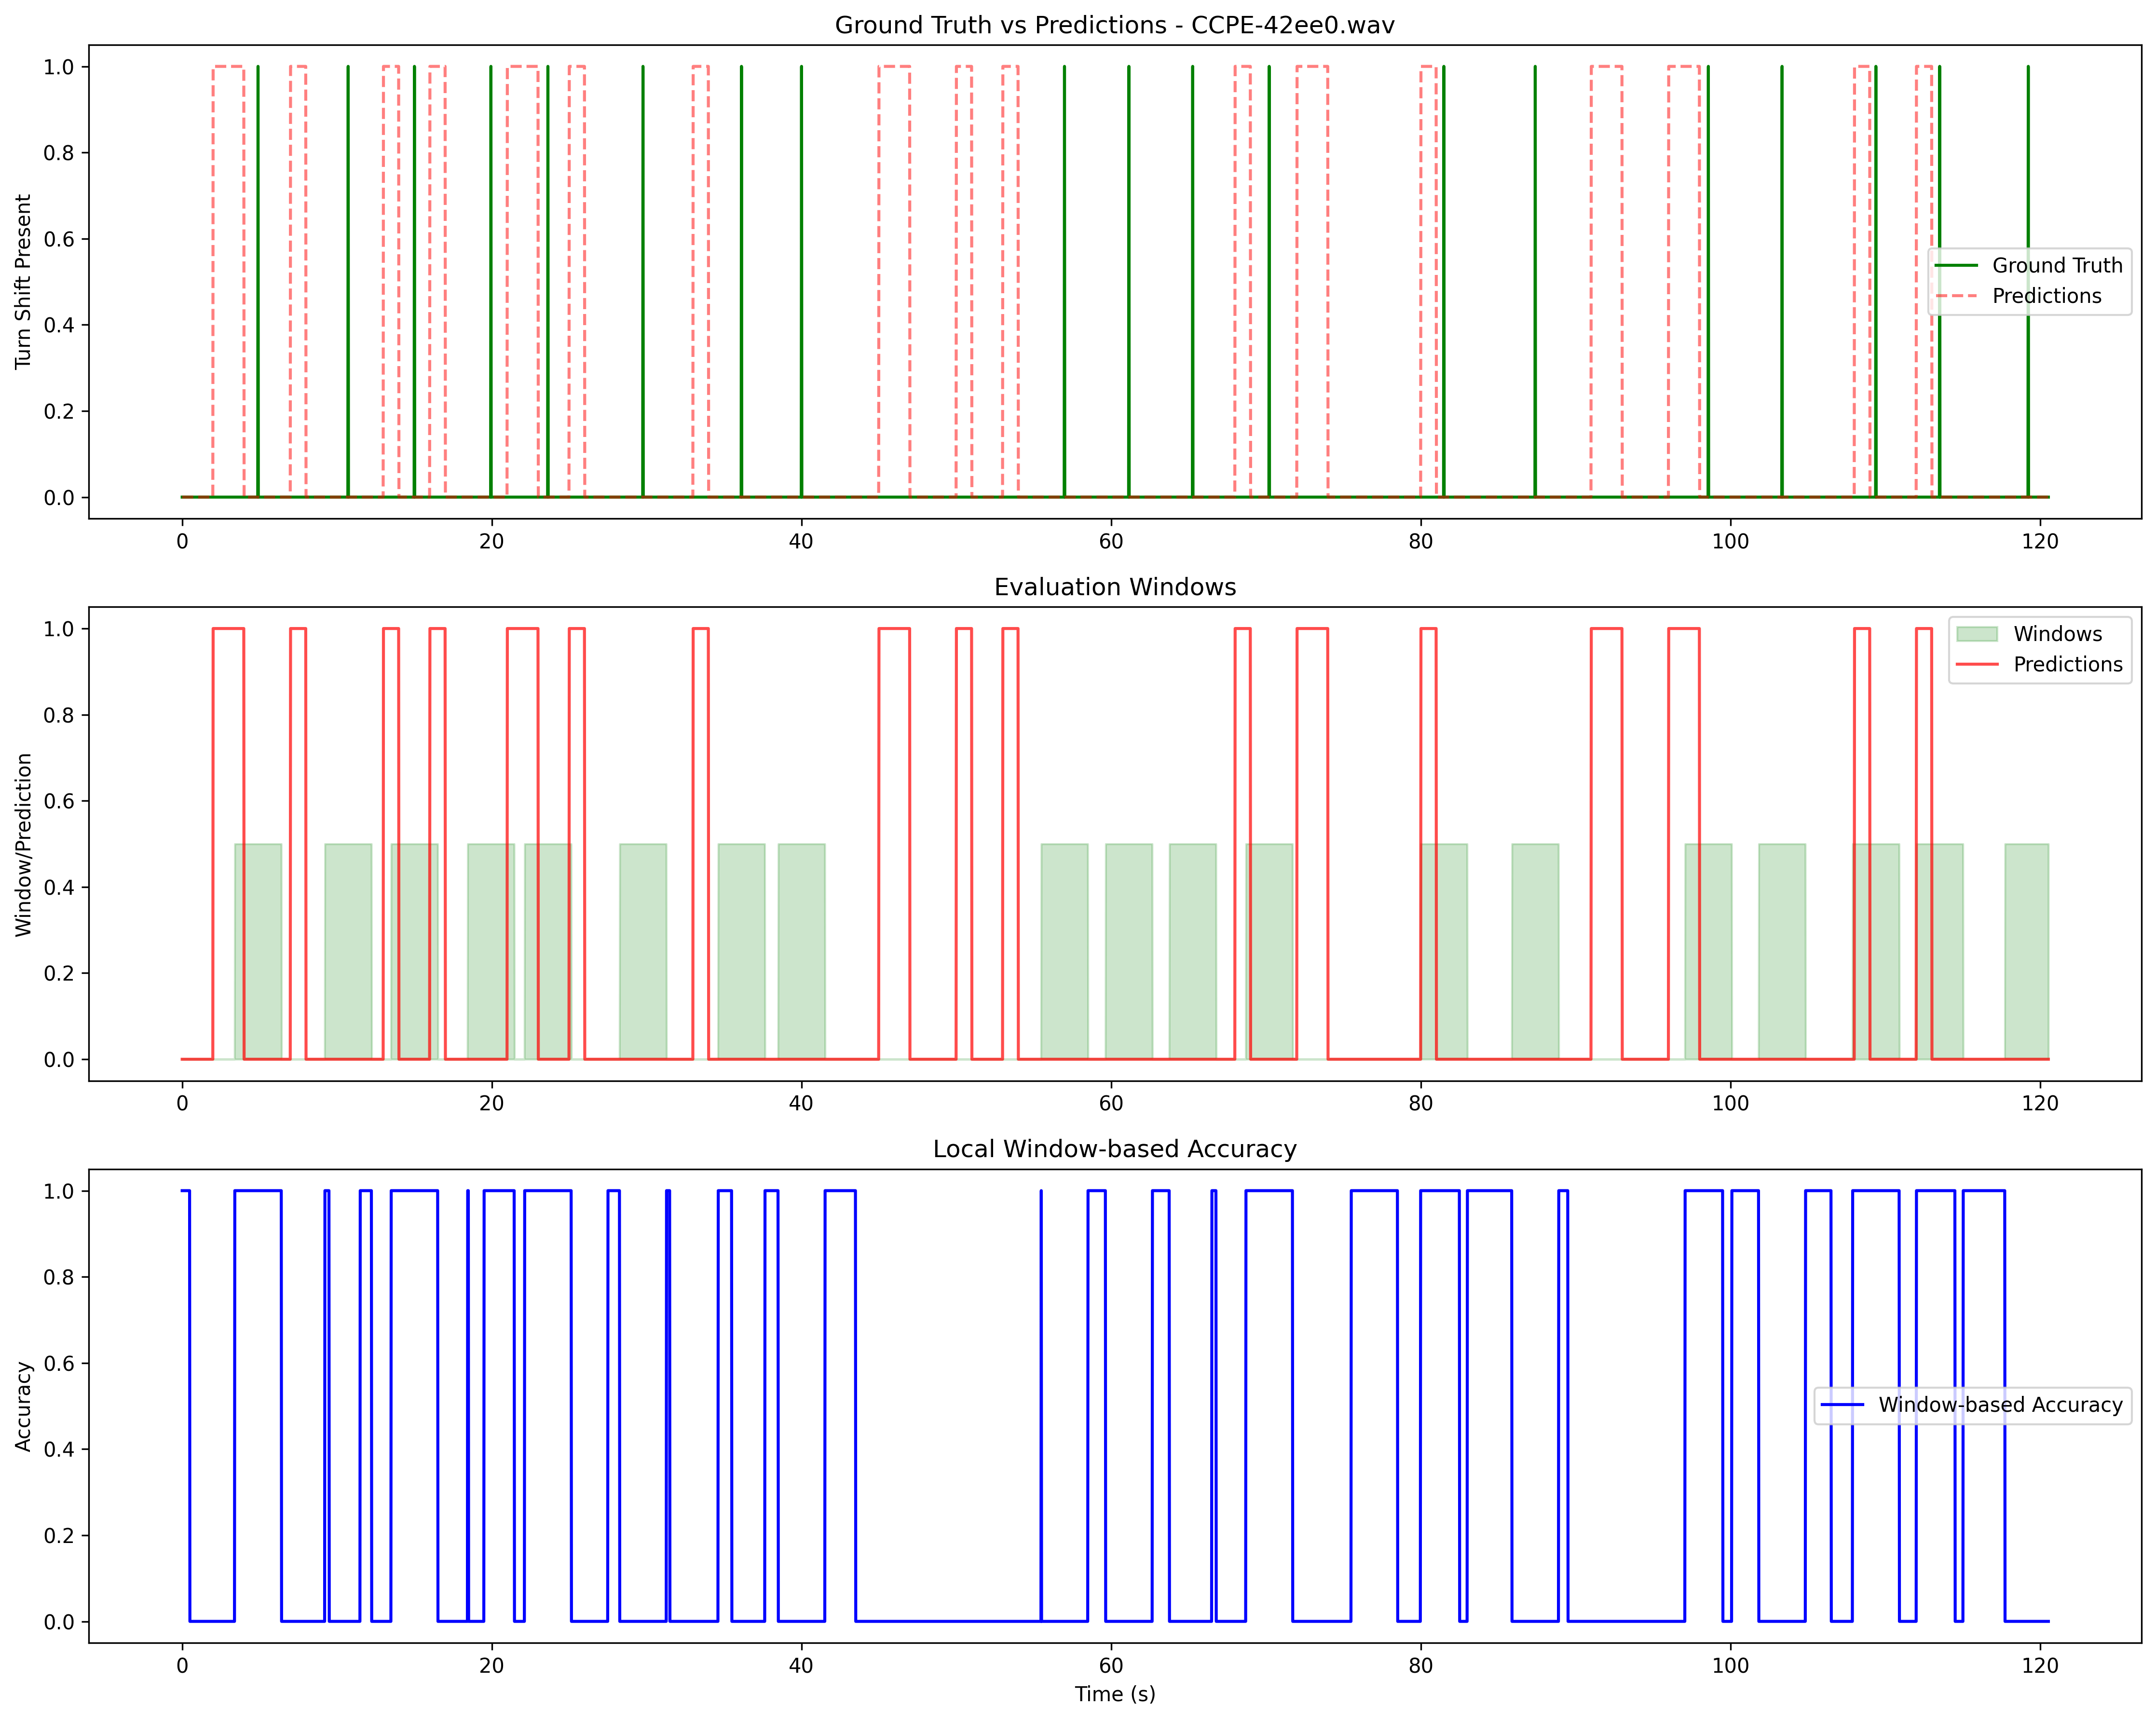 Ground Truth vs Predictions - CCPE-42ee0.wav
Turn Shift Present
1.0
0.8
0.6
0.4
0.2
0.0
Ground Truth
Predictions
0 20 40 60 80 100 120
Evaluation Windows
Window/Prediction
1.0
0.8
0.6
0.4
0.2
0.0
Windows
Predictions
0 20 40 60 80 100 120
Local Window-based Accuracy
Accuracy
1.0
0.8
0.6
0.4
0.2
0.0
Window-based Accuracy
0 20 40 60 80 100 120
Time (s)